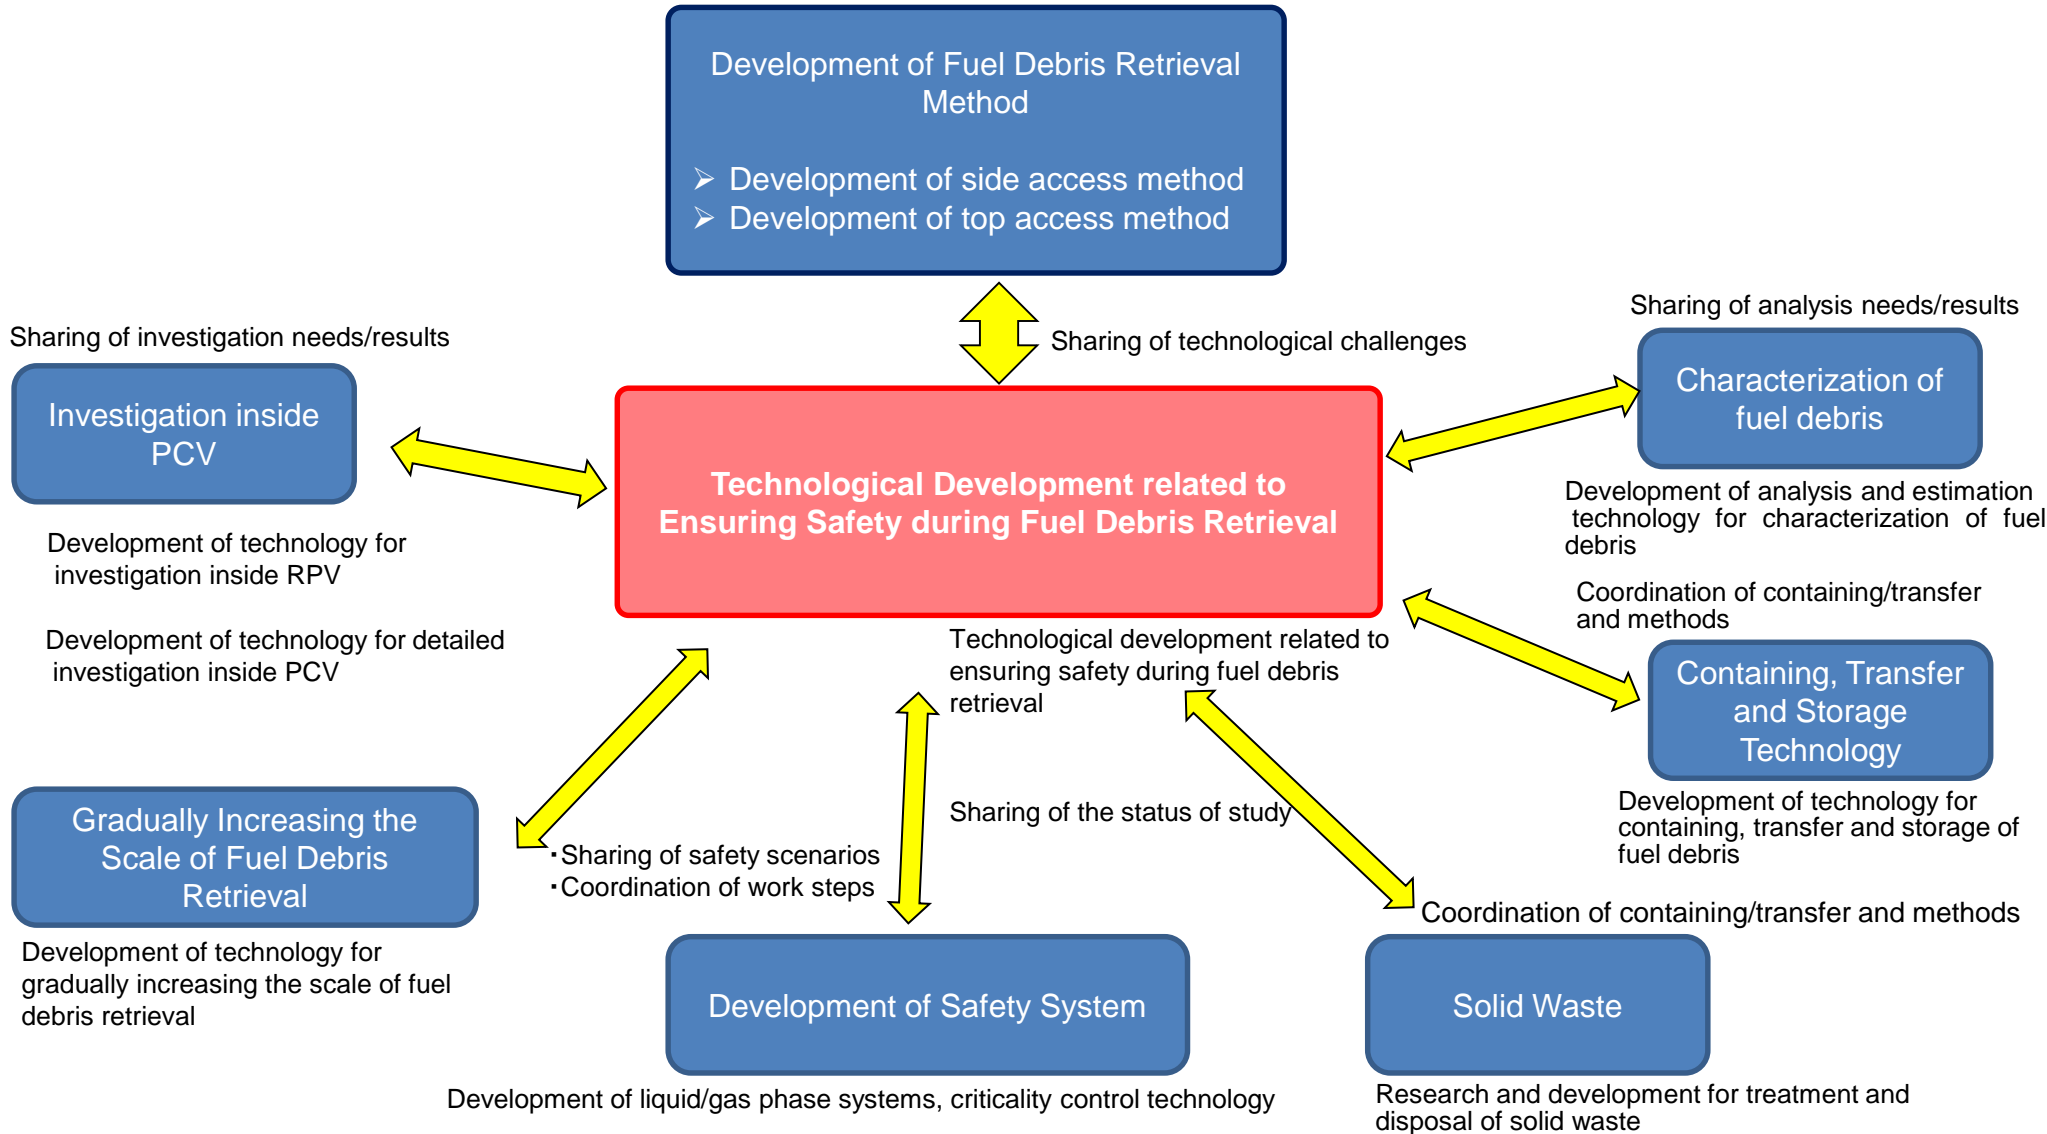 Development of Fuel Debris Retrieval
Method
➢ Development of side access method
➢ Development of top access method
Sharing of technological challenges
Sharing of investigation needs/results
Investigation inside
PCV
Development of technology for
investigation inside RPV
Development of technology for detailed
investigation inside PCV
Sharing of analysis needs/results
Characterization of
fuel debris
Development of analysis and estimation
technology for characterization of fuel
debris
Technological Development related to
Ensuring Safety during Fuel Debris Retrieval
Technological development related to
ensuring safety during fuel debris
retrieval
Coordination of containing/transfer
and methods
Containing, Transfer
and Storage
Technology
Development of technology for
containing, transfer and storage of
fuel debris
Gradually Increasing the
Scale of Fuel Debris
Retrieval
Development of technology for
gradually increasing the scale of fuel
debris retrieval
・Sharing of safety scenarios
・Coordination of work steps
Sharing of the status of study
Development of Safety System
Development of liquid/gas phase systems, criticality control technology
Coordination of containing/transfer and methods
Solid Waste
Research and development for treatment and
disposal of solid waste